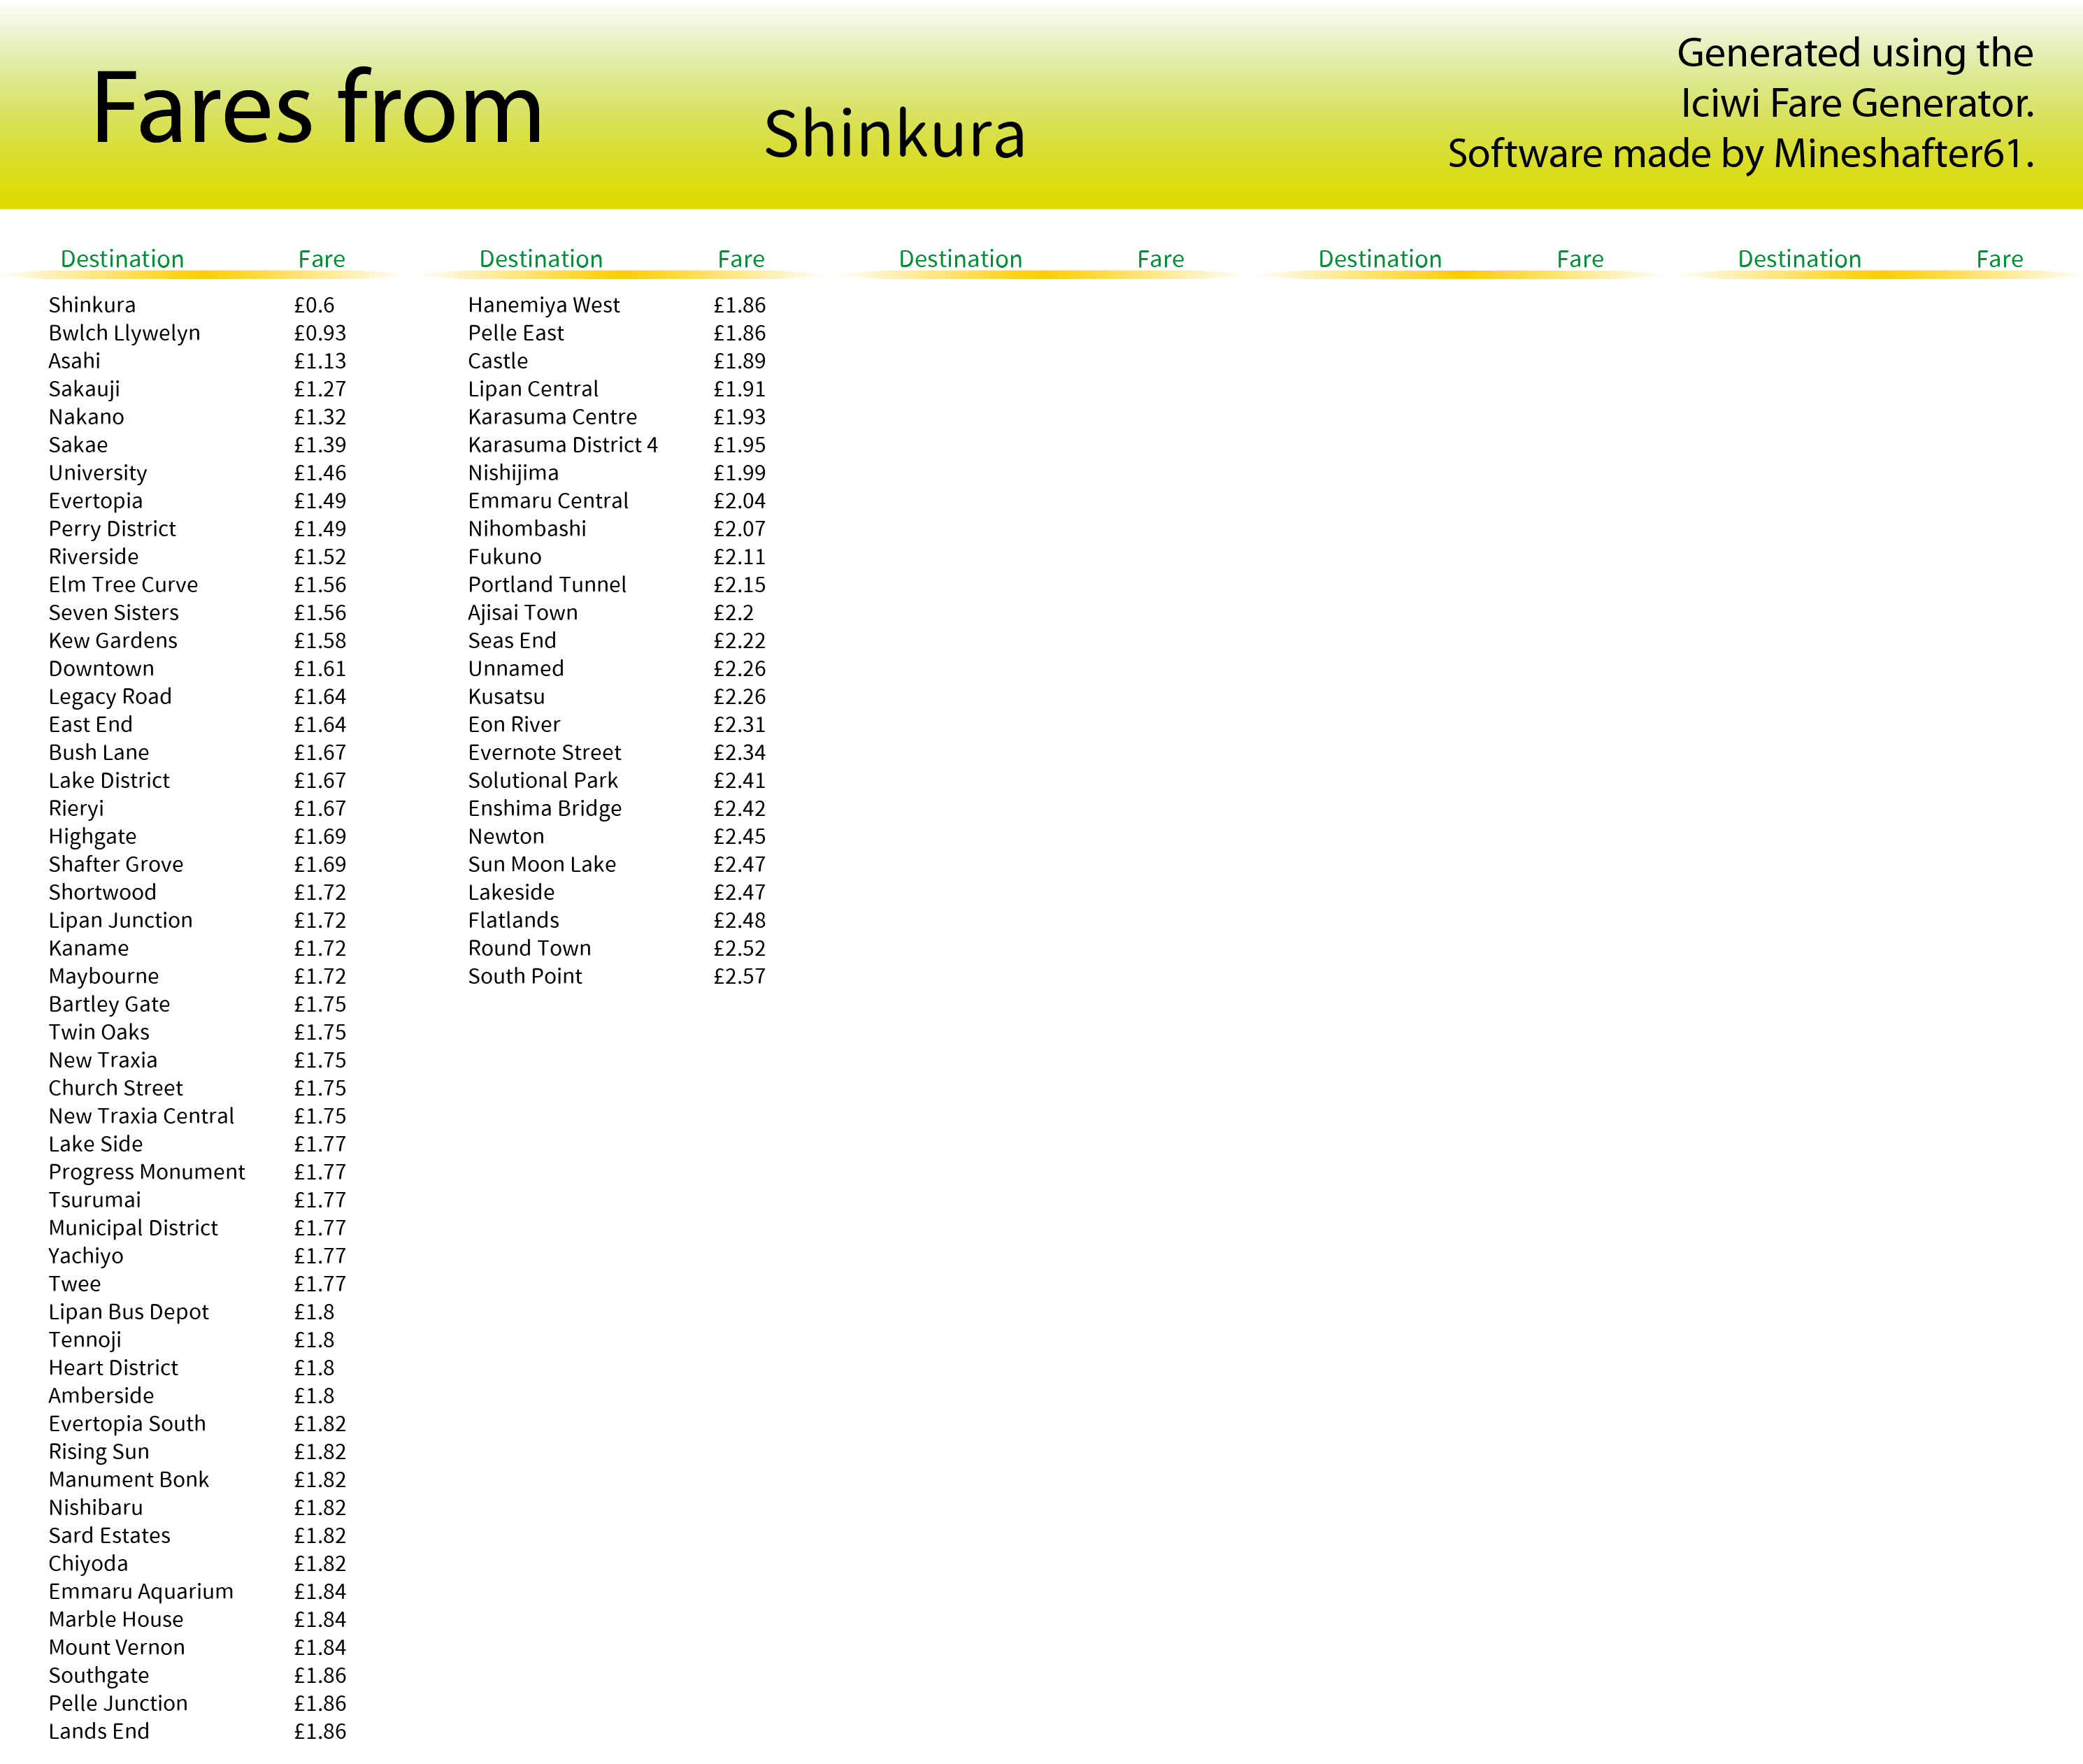 Fares from Shinkura
Generated using the
Iciwi Fare Generator.
Software made by Mineshafter61.
Destination Fare Destination Fare Destination Fare Destination Fare Destination Fare
Shinkura £0.6
Bwlch Llywelyn £0.93
Asahi £1.13
Sakauji £1.27
Nakano £1.32
Sakae £1.39
University £1.46
Evertopia £1.49
Perry District £1.49
Riverside £1.52
Elm Tree Curve £1.56
Seven Sisters £1.56
Kew Gardens £1.58
Downtown £1.61
Legacy Road £1.64
East End £1.64
Bush Lane £1.67
Lake District £1.67
Rieryi £1.67
Highgate £1.69
Shafter Grove £1.69
Shortwood £1.72
Lipan Junction £1.72
Kaname £1.72
Maybourne £1.72
Bartley Gate £1.75
Twin Oaks £1.75
New Traxia £1.75
Church Street £1.75
New Traxia Central £1.75
Lake Side £1.77
Progress Monument £1.77
Tsurumai £1.77
Municipal District £1.77
Yachiyo £1.77
Twee £1.77
Lipan Bus Depot £1.8
Tennoji £1.8
Heart District £1.8
Amberside £1.8
Evertopia South £1.82
Rising Sun £1.82
Manument Bonk £1.82
Nishibaru £1.82
Sard Estates £1.82
Chiyoda £1.82
Emmaru Aquarium £1.84
Marble House £1.84
Mount Vernon £1.84
Southgate £1.86
Pelle Junction £1.86
Lands End £1.86
Hanemiya West £1.86
Pelle East £1.86
Castle £1.89
Lipan Central £1.91
Karasuma Centre £1.93
Karasuma District 4 £1.95
Nishijima £1.99
Emmaru Central £2.04
Nihombashi £2.07
Fukuno £2.11
Portland Tunnel £2.15
Ajisai Town £2.2
Seas End £2.22
Unnamed £2.26
Kusatsu £2.26
Eon River £2.31
Evernote Street £2.34
Solutional Park £2.41
Enshima Bridge £2.42
Newton £2.45
Sun Moon Lake £2.47
Lakeside £2.47
Flatlands £2.48
Round Town £2.52
South Point £2.57